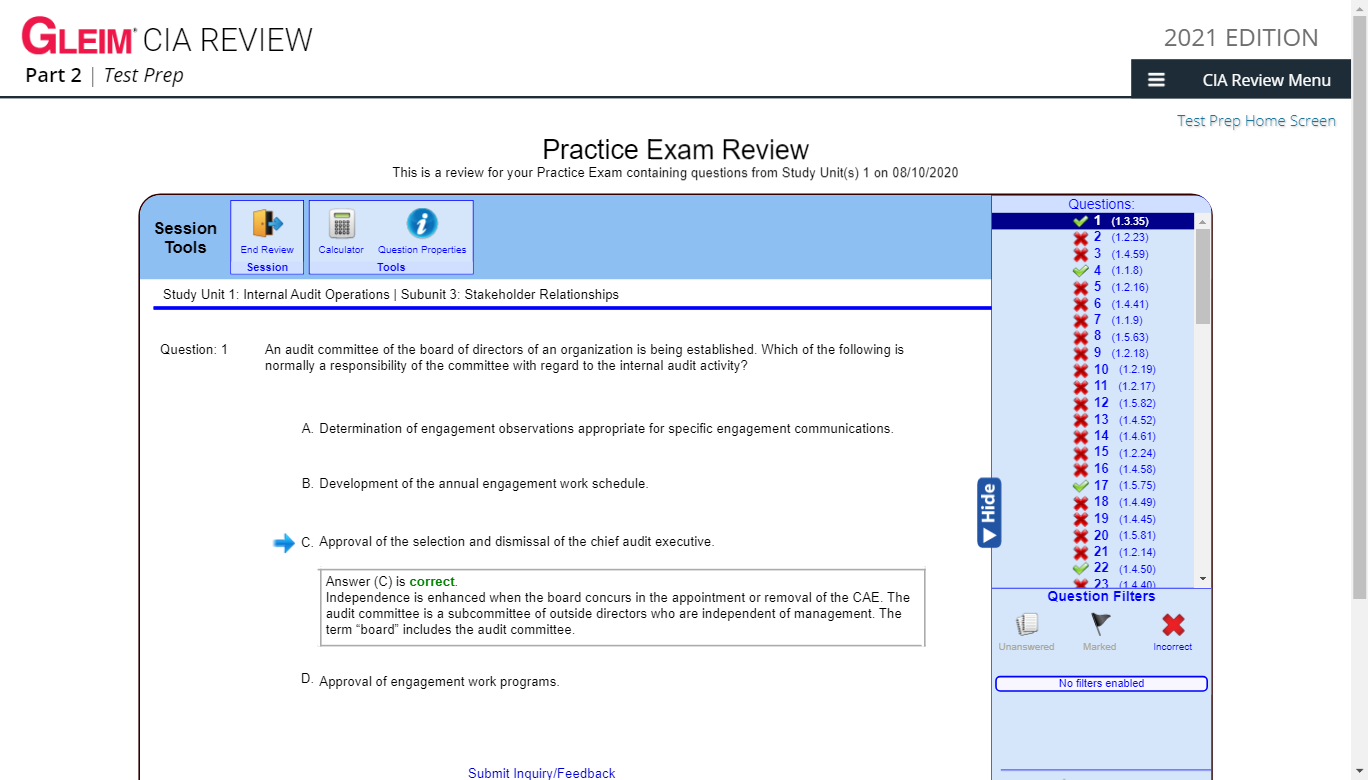 GLEIM® CIA REVIEW
2021 EDITION
Part 2 | Test Prep
CIA Review Menu
Test Prep Home Screen
Practice Exam Review
This is a review for your Practice Exam containing questions from Study Unit(s) 1 on 08/10/2020
Session
Tools
End Review
Session
Calculator
Question Properties
Tools
Study Unit 1: Internal Audit Operations | Subunit 3: Stakeholder Relationships
Question: 1
An audit committee of the board of directors of an organization is being established. Which of the following is
normally a responsibility of the committee with regard to the internal audit activity?
A. Determination of engagement observations appropriate for specific engagement communications.
B. Development of the annual engagement work schedule.
C. Approval of the selection and dismissal of the chief audit executive.
Answer (C) is correct.
Independence is enhanced when the board concurs in the appointment or removal of the CAE. The
audit committee is a subcommittee of outside directors who are independent of management. The
term “board” includes the audit committee.
D. Approval of engagement work programs.
Submit Inquiry/Feedback
Hide
Questions:
1 (1.3.35)
2 (1.2.23)
3 (1.4.59)
4 (1.1.8)
5 (1.2.16)
6 (1.4.41)
7 (1.1.9)
8 (1.5.63)
9 (1.2.18)
10 (1.2.19)
11 (1.2.17)
12 (1.5.82)
13 (1.4.52)
14 (1.4.61)
15 (1.2.24)
16 (1.4.58)
17 (1.5.75)
18 (1.4.49)
19 (1.4.45)
20 (1.5.81)
21 (1.2.14)
22 (1.4.50)
23 (1.4.40)
Question Filters
Unanswered
Marked
Incorrect
No filters enabled